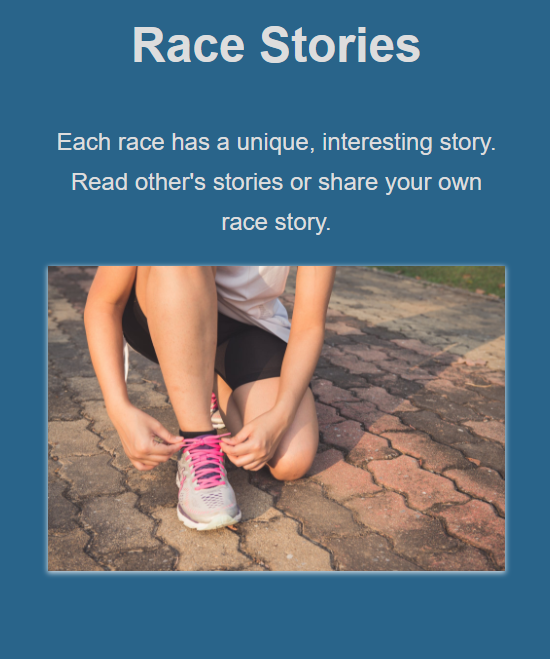 Race Stories
Each race has a unique, interesting story.
Read other's stories or share your own
race story.